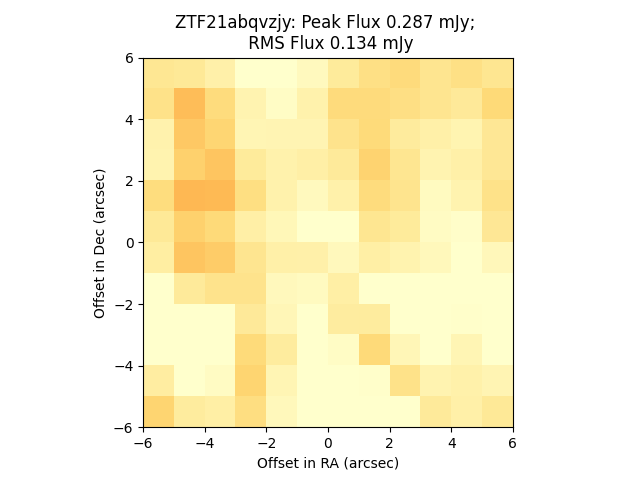 ZTF21abqvzjy: Peak Flux 0.287 mJy;
RMS Flux 0.134 mJy
6
4
2
0
−2
−4
−6
Offset in Dec (arcsec)
−6 −4 −2 0 2 4 6
Offset in RA (arcsec)